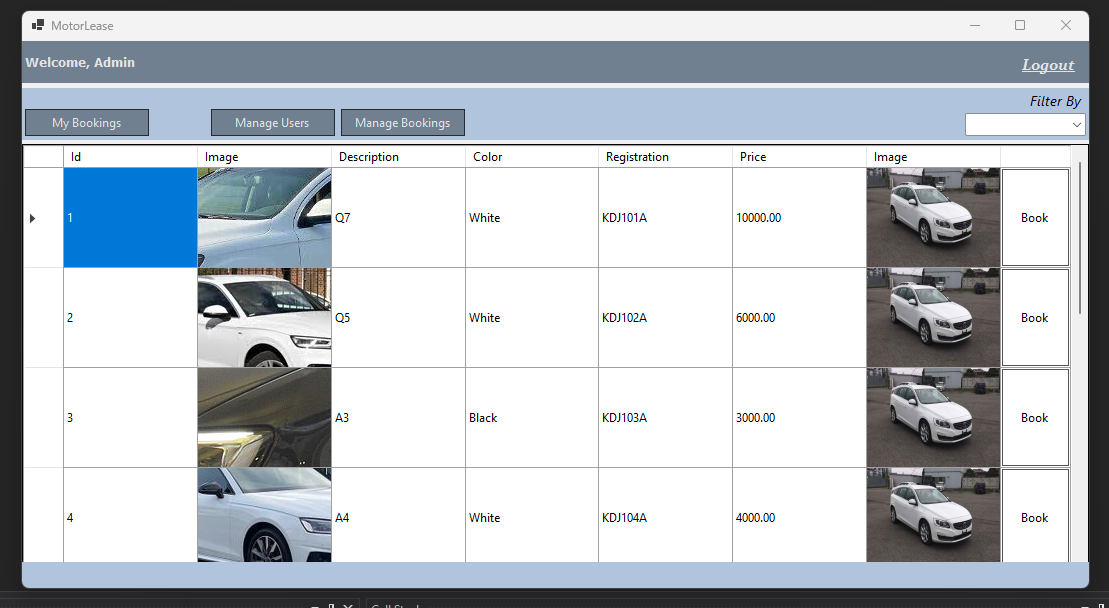 MotorLease
Welcome, Admin
Logout
Filter By
My Bookings Manage Users Manage Bookings
Id Image Description Color Registration Price Image
1 Q7 White KDJ101A 10000.00 Book
2 Q5 White KDJ102A 6000.00 Book
3 A3 Black KDJ103A 3000.00 Book
4 A4 White KDJ104A 4000.00 Book